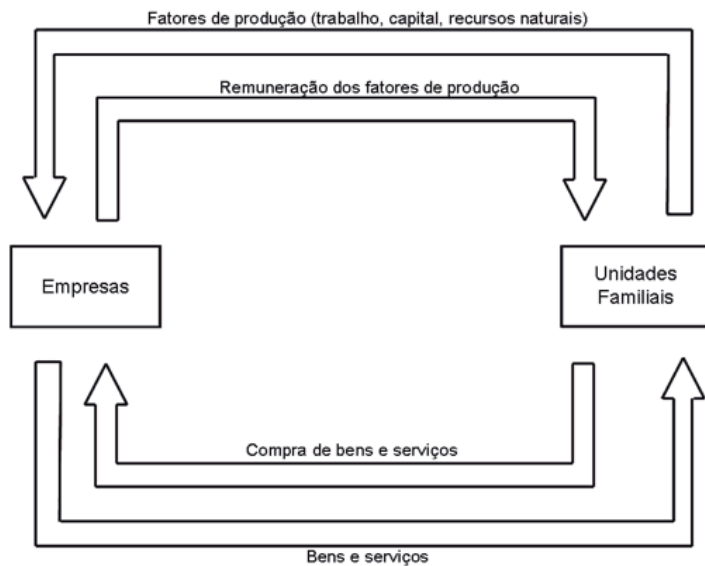 Fatores de produção (trabalho, capital, recursos naturais)
Remuneração dos fatores de produção
Empresas
Unidades
Familiais
Compra de bens e serviços
Bens e serviços